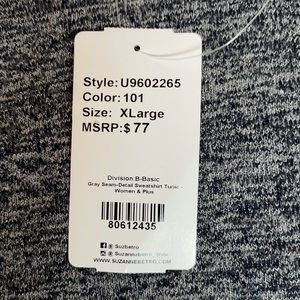 Style: U9602265
Color: 101
Size: XLarge
MSRP: $ 77
Division B-Basic
Gray Seam-Detail Sweatshirt Tunic -
Women & Plus
80612435
Suzbetro
Suzannebetro_Style
WWW.SUZANNEBETRO.COM